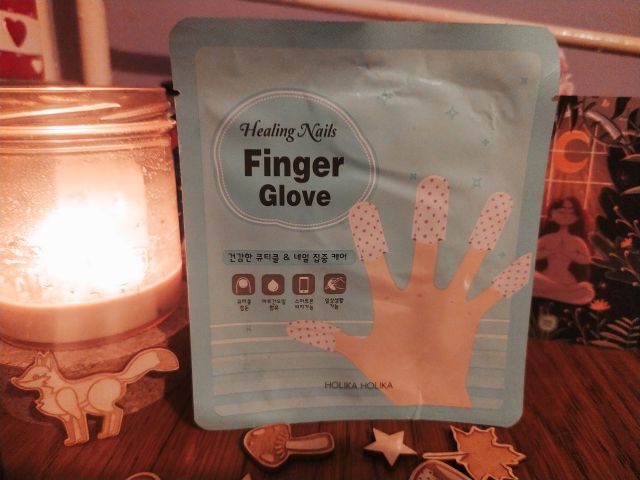 Healing Nails
Finger
Glove
건강한 큐티클 & 네일 집중 케어
HOLIKA HOLIKA